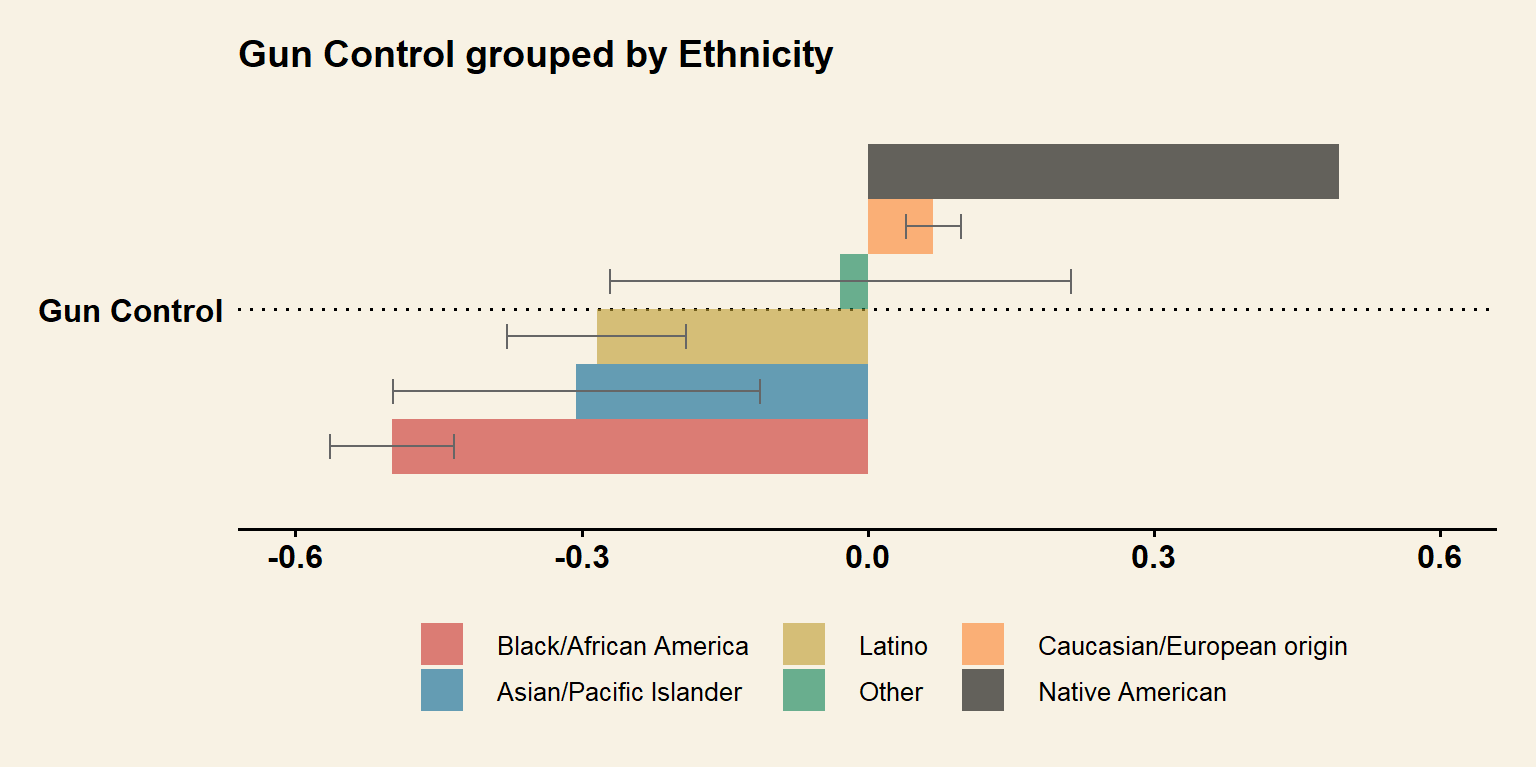 Gun Control grouped by Ethnicity
Gun Control
-0.6 -0.3 0.0 0.3 0.6
Black/African America Latino Caucasian/European origin
Asian/Pacific Islander Other Native American